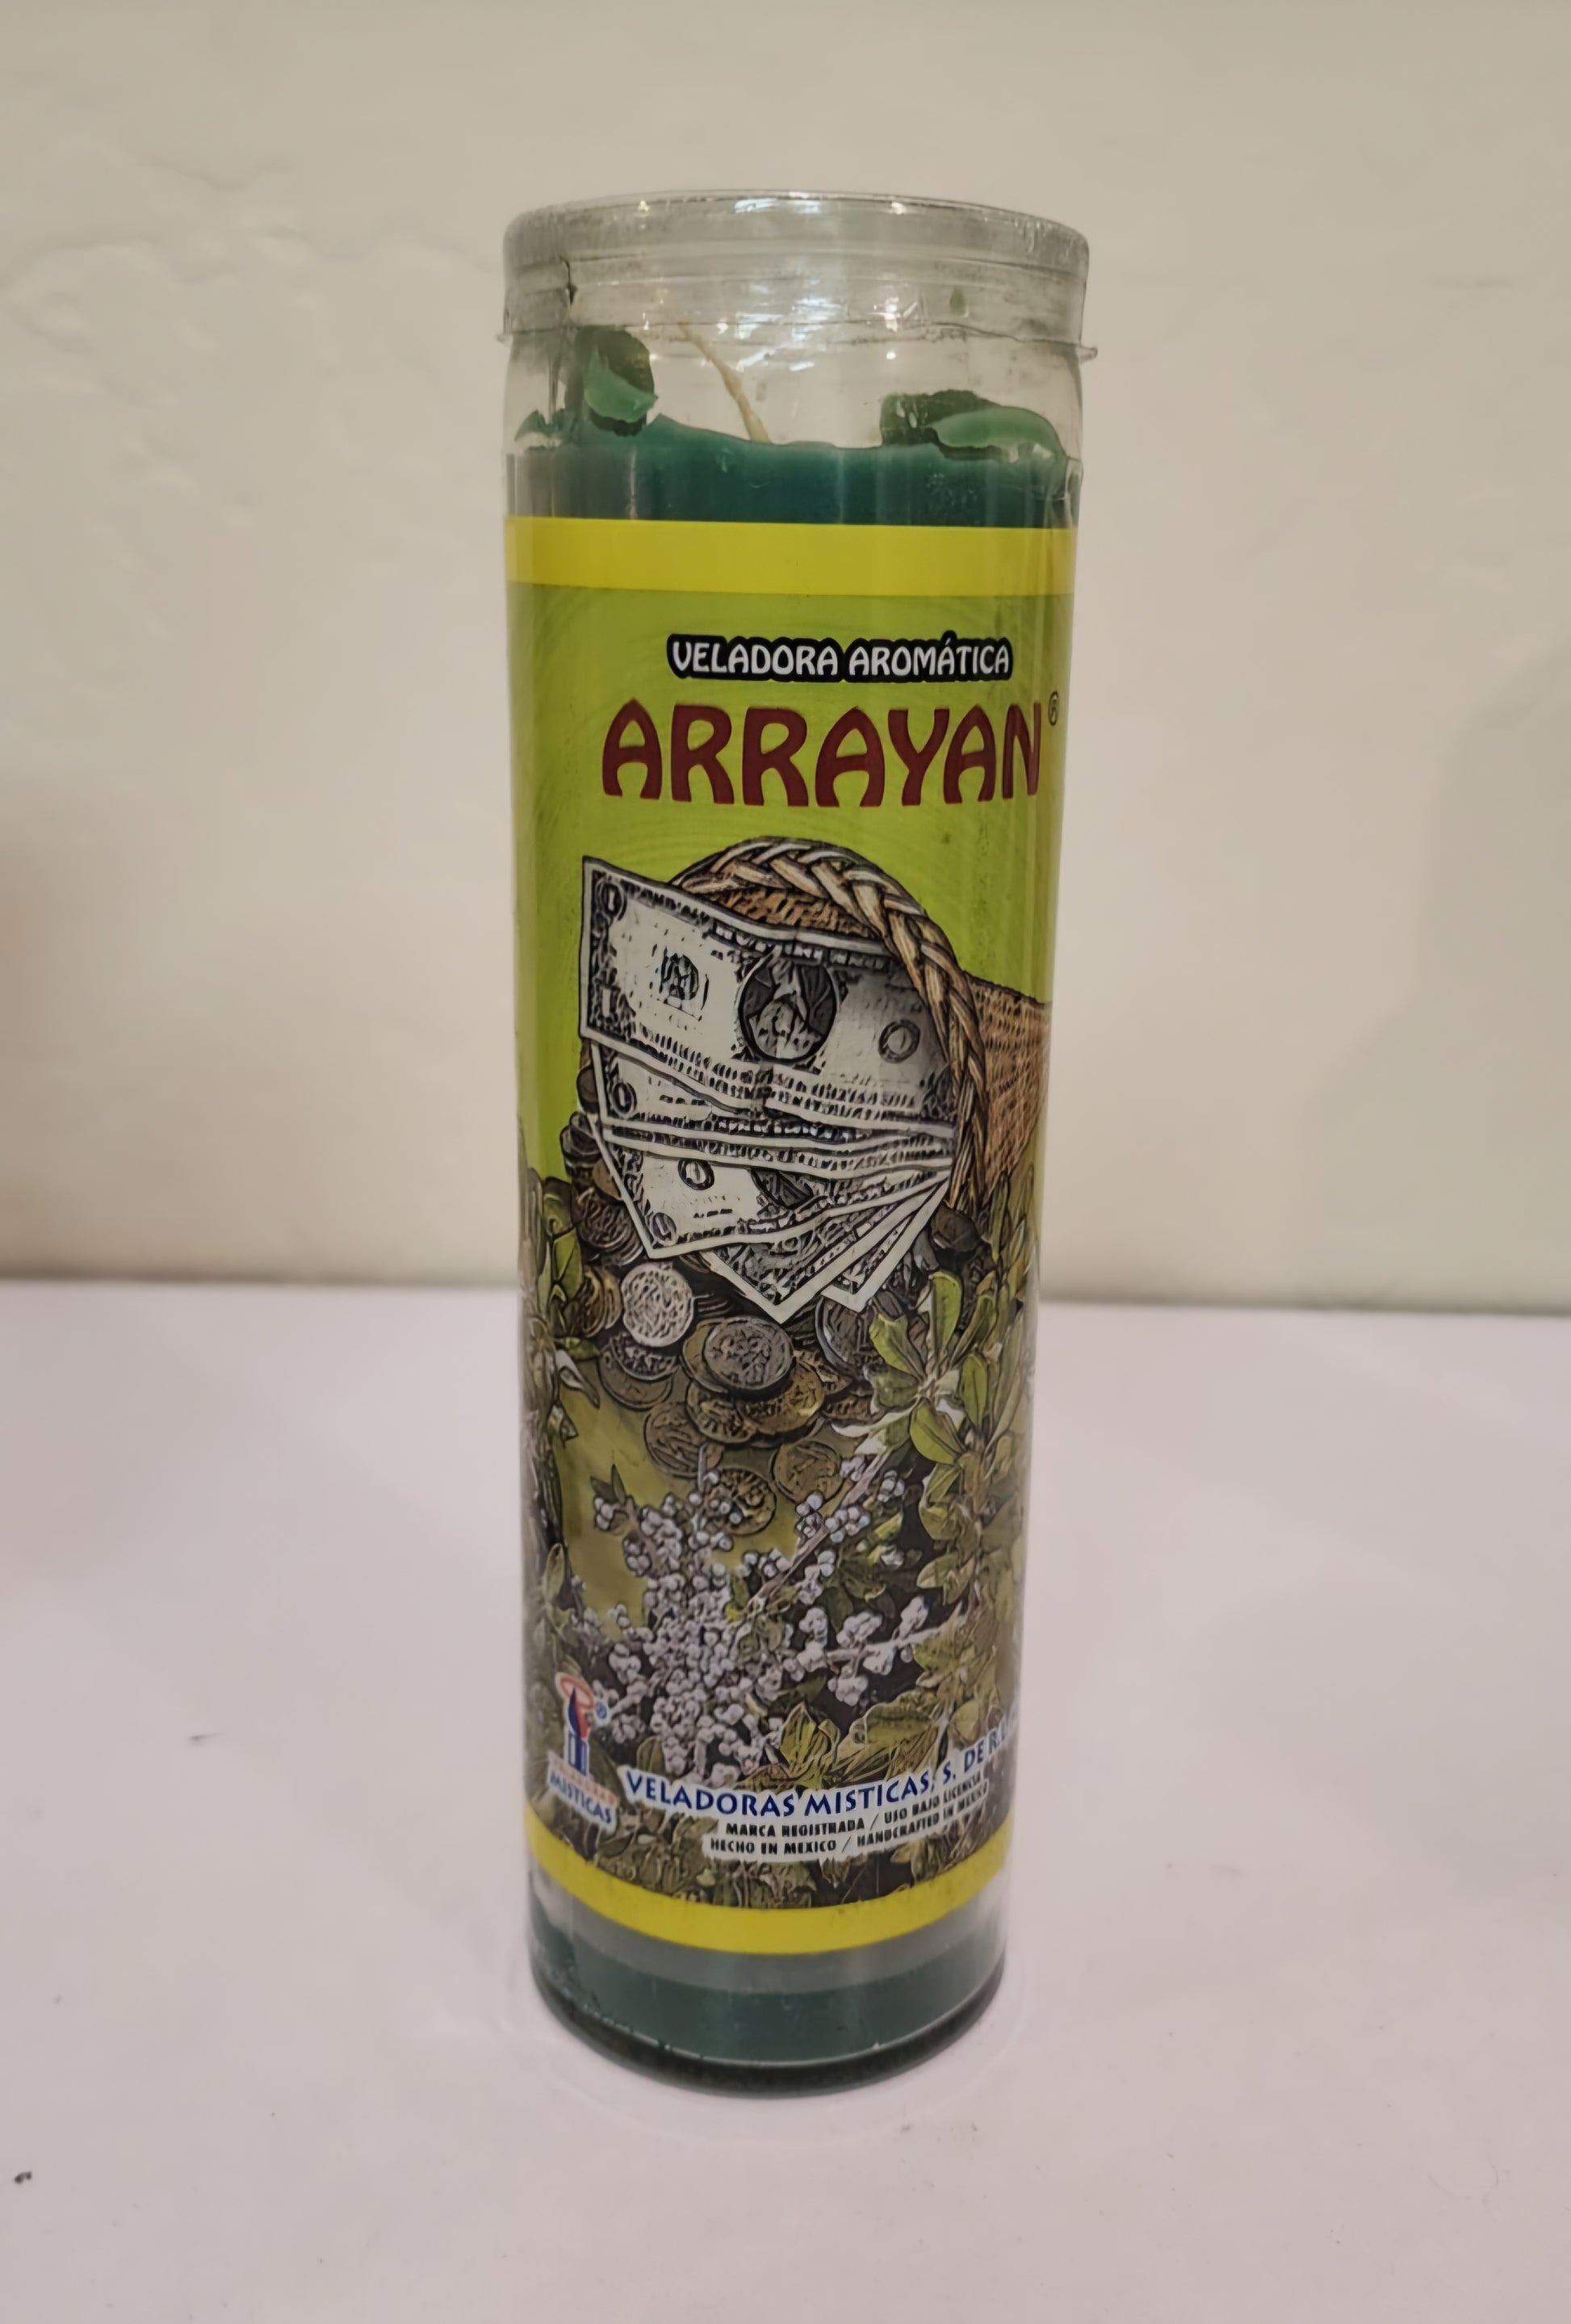 VELADORA AROMÁTICA
ARRAYAN®
MISTICAS
VELADORAS MISTICAS, S. DE R.L
MARCA REGISTRADA / USO BAJO LICENCIA
HECHO EN MEXICO / HANDCRAFTED IN MEXICO